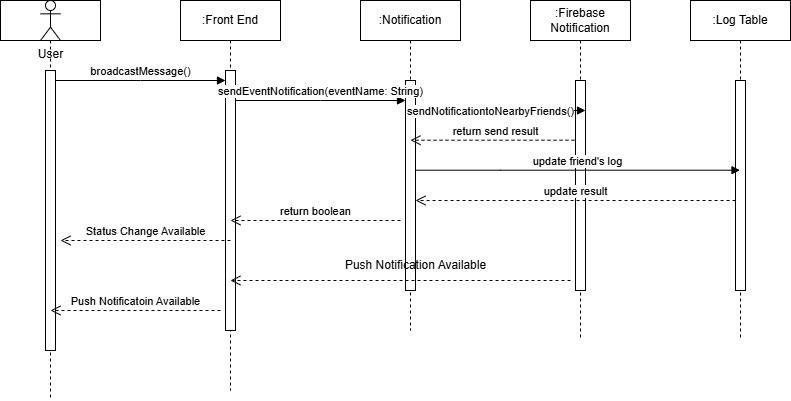 :Front End
:Notification
:Firebase
Notification
:Log Table
User
broadcastMessage()
sendEventNotification(eventName: String)
sendNotificationtoNearbyFriends()
return send result
update friend's log
update result
return boolean
Status Change Available
Push Notification Available
Push Notificatoin Available